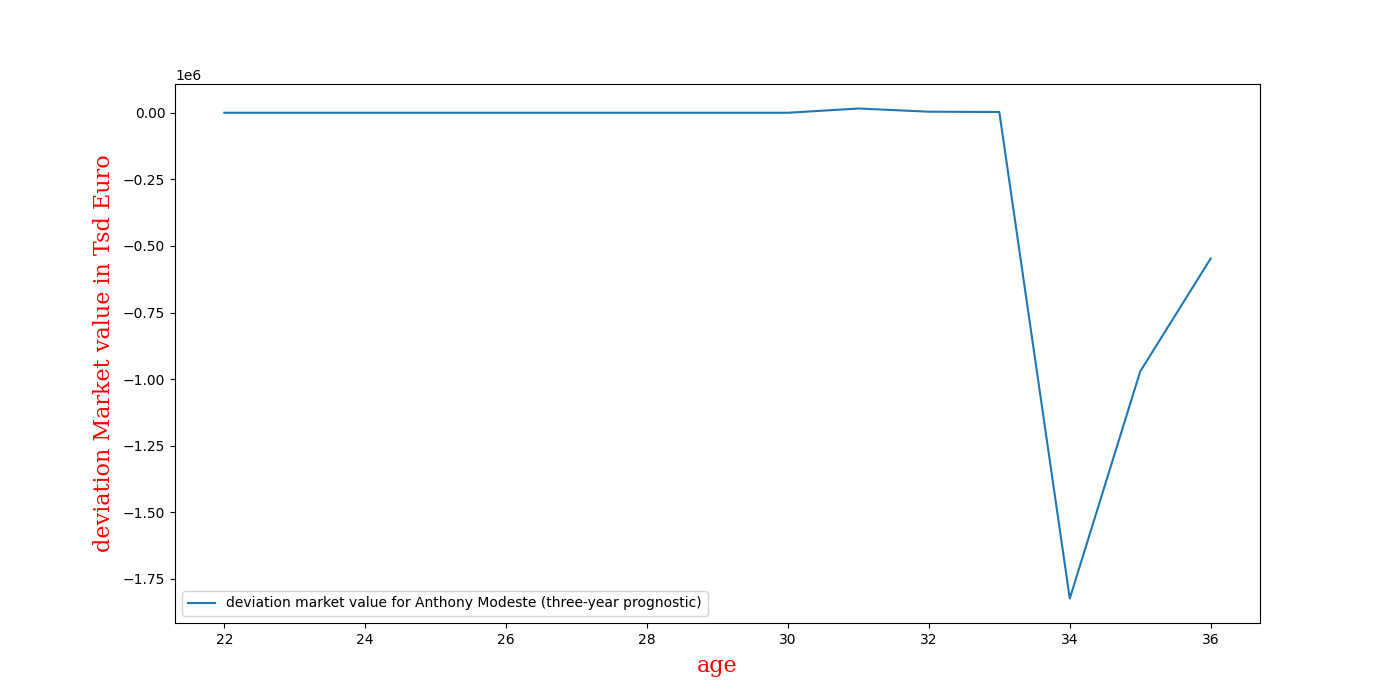 1e6
0.00
−0.25
−0.50
−0.75
−1.00
−1.25
−1.50
−1.75
deviation Market value in Tsd Euro
deviation market value for Anthony Modeste (three-year prognostic)
22 24 26 28 30 32 34 36
age